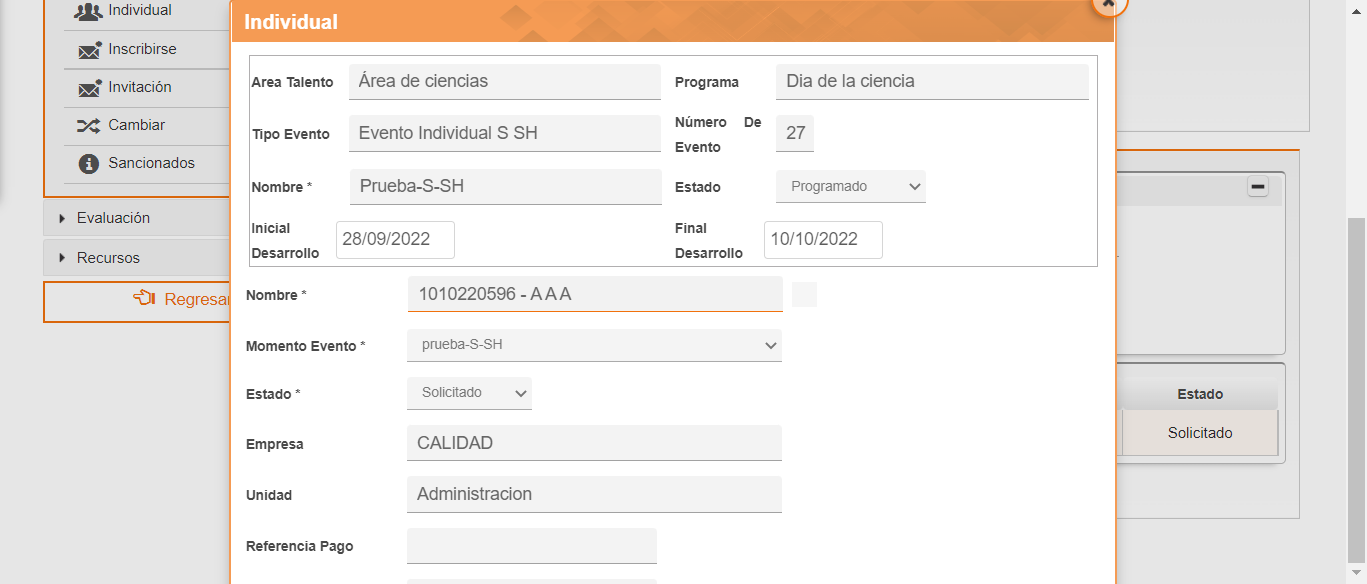 Individual
Inscribirse
Invitación
Cambiar
Sancionados
Evaluación
Recursos
Regresar
Individual
Area Talento Área de ciencias Programa Dia de la ciencia
Tipo Evento Evento Individual S SH Número De Evento 27
Nombre * Prueba-S-SH Estado Programado
Inicial Desarrollo 28/09/2022 Final Desarrollo 10/10/2022
Nombre * 1010220596 - A A A
Momento Evento * prueba-S-SH
Estado * Solicitado
Empresa CALIDAD
Unidad Administracion
Referencia Pago
Estado
Solicitado